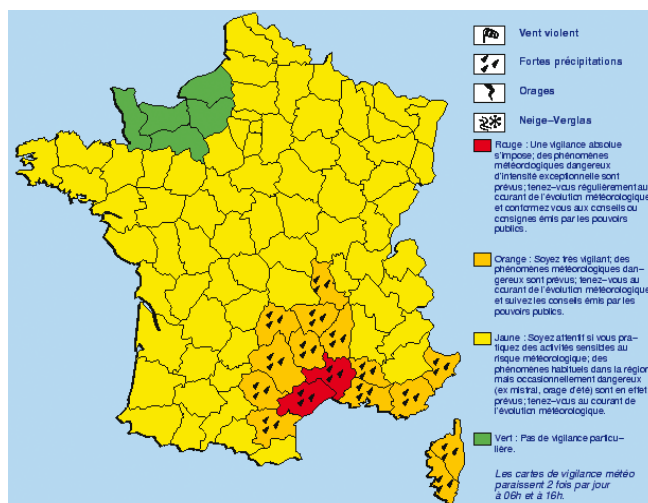 Vent violent
Fortes précipitations
Orages
Neige-Verglas
Rouge : Une vigilance absolue
s'impose; des phénomènes
météorologiques dangereux
d'intensité exceptionnelle sont
prévus; tenez-vous régulièrement au
courant de l'évolution météorologique
et conformez vous aux conseils ou
consignes émis par les pouvoirs
publics.
Orange : Soyez très vigilant; des
phénomènes météorologiques dan-
gereux sont prévus; tenez-vous au
courant de l'évolution météorologique
et suivez les conseils émis par les
pouvoirs publics.
Jaune : Soyez attentif si vous pra-
tiquez des activités sensibles au
risque météorologique; des
phénomènes habituels dans la région
mais occasionnellement dangereux
(ex mistral, orage d'été) sont en effet
prévus; tenez-vous au courant de
l'évolution météorologique.
Vert : Pas de vigilance particu-
lière.
Les cartes de vigilance météo
paraissent 2 fois par jour
à 06h et à 16h.